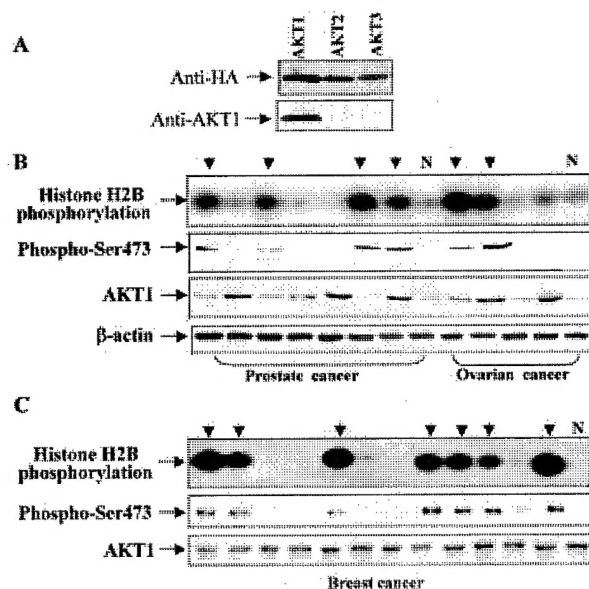 A
AKT1 AKT2 AKT3
Anti-HA
Anti-AKT1
B
N N
Histone H2B
phosphorylation
Phospho-Ser473
AKT1
β-actin
Prostate cancer Ovarian cancer
C
N
Histone H2B
phosphorylation
Phospho-Ser473
AKT1
Breast cancer